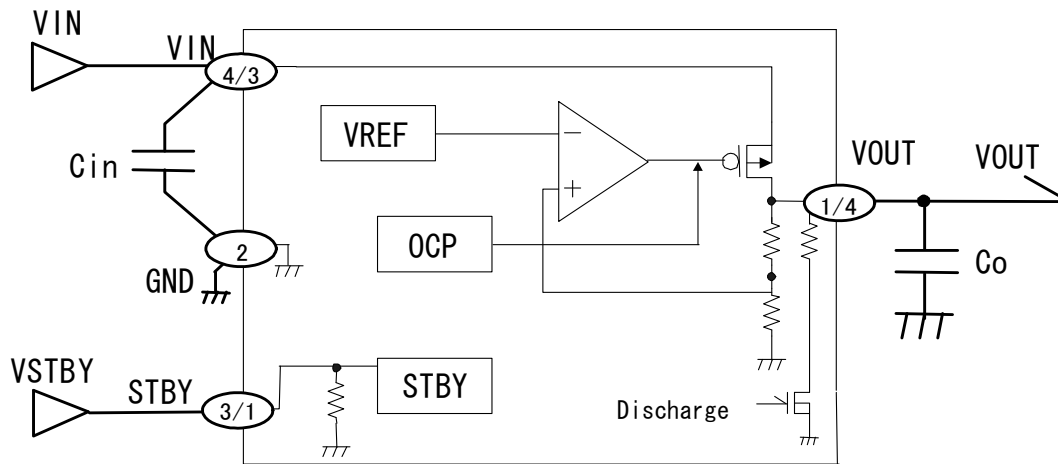 VIN
VIN
4/3
VREF
−
+
Cin
VOUT
VOUT
1/4
OCP
2
GND
Co
VSTBY
STBY
3/1
STBY
Discharge